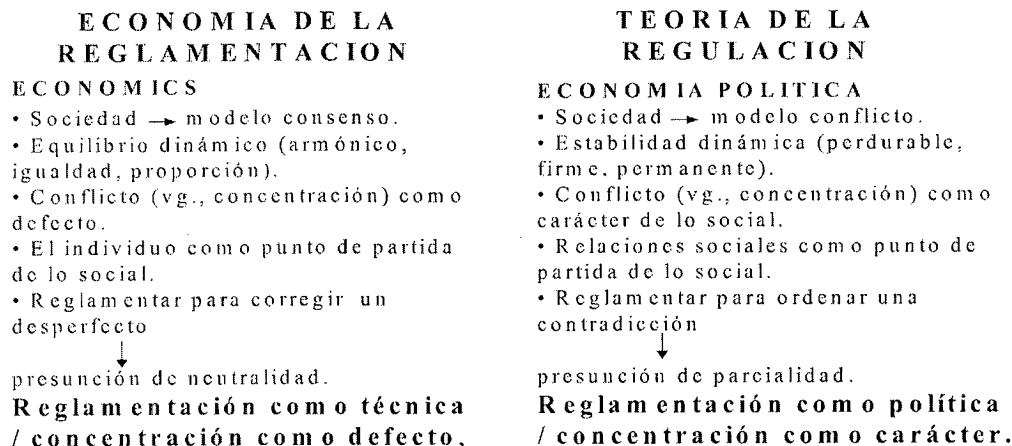 ECONOMIA DE LA
REGLAMENTACION
ECONOMICS
• Sociedad → modelo consenso.
• Equilibrio dinámico (armónico,
igualdad, proporción).
• Conflicto (vg., concentración) como
defecto.
• El individuo como punto de partida
de lo social.
• Reglamentar para corregir un
desperfecto
↓
presunción de neutralidad.
Reglamentación como técnica
/ concentración como defecto.
TEORIA DE LA
REGULACION
ECONOMIA POLITICA
• Sociedad → modelo conflicto.
• Estabilidad dinámica (perdurable,
firme, permanente).
• Conflicto (vg., concentración) como
carácter de lo social.
• Relaciones sociales como punto de
partida de lo social.
• Reglamentar para ordenar una
contradicción
↓
presunción de parcialidad.
Reglamentación como política
/ concentración como carácter.